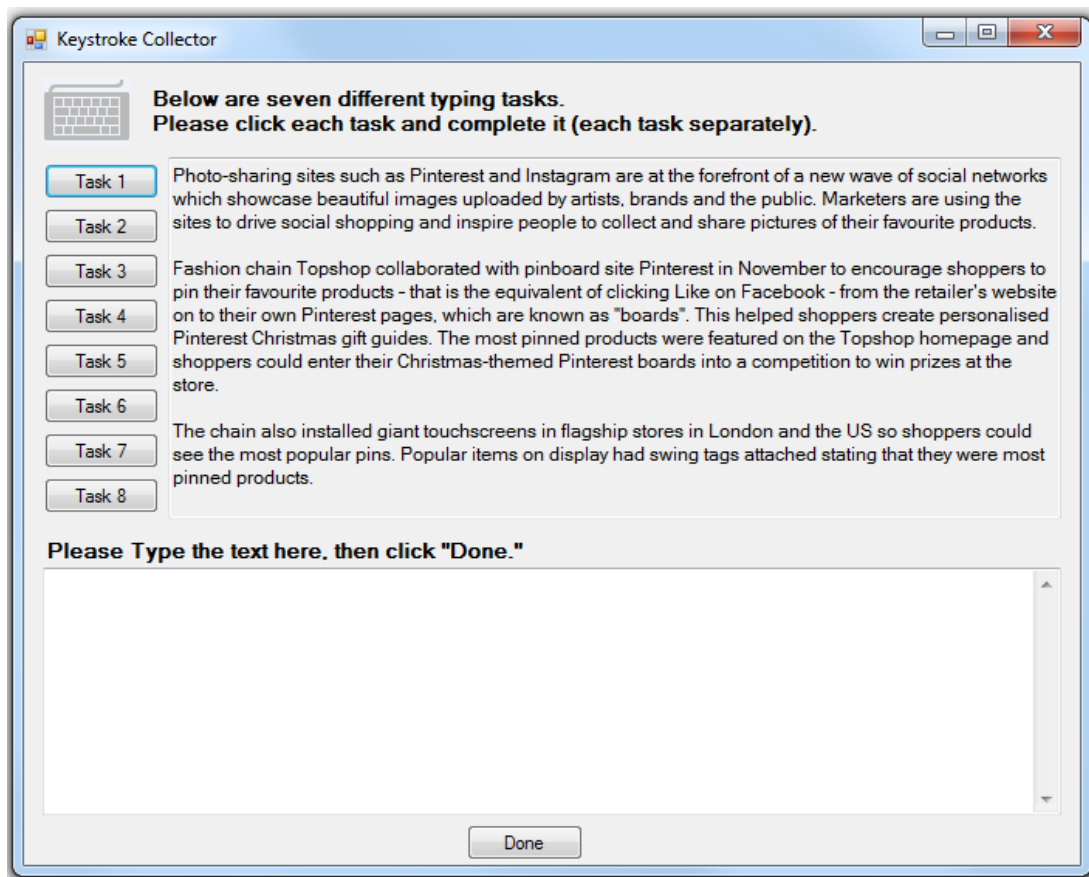 Keystroke Collector
Below are seven different typing tasks.
Please click each task and complete it (each task separately).
Task 1
Task 2
Task 3
Task 4
Task 5
Task 6
Task 7
Task 8
Photo-sharing sites such as Pinterest and Instagram are at the forefront of a new wave of social networks
which showcase beautiful images uploaded by artists, brands and the public. Marketers are using the
sites to drive social shopping and inspire people to collect and share pictures of their favourite products.
Fashion chain Topshop collaborated with pinboard site Pinterest in November to encourage shoppers to
pin their favourite products - that is the equivalent of clicking Like on Facebook - from the retailer's website
on to their own Pinterest pages, which are known as "boards". This helped shoppers create personalised
Pinterest Christmas gift guides. The most pinned products were featured on the Topshop homepage and
shoppers could enter their Christmas-themed Pinterest boards into a competition to win prizes at the
store.
The chain also installed giant touchscreens in flagship stores in London and the US so shoppers could
see the most popular pins. Popular items on display had swing tags attached stating that they were most
pinned products.
Please Type the text here, then click "Done."
Done